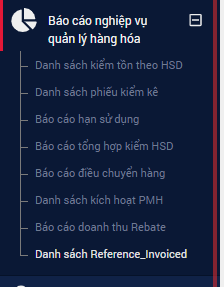 Báo cáo nghiệp vụ
quản lý hàng hóa
Danh sách kiểm tồn theo HSD
Danh sách phiếu kiểm kê
Báo cáo hạn sử dụng
Báo cáo tổng hợp kiểm HSD
Báo cáo điều chuyển hàng
Danh sách kích hoạt PMH
Báo cáo doanh thu Rebate
Danh sách Reference_Invoiced